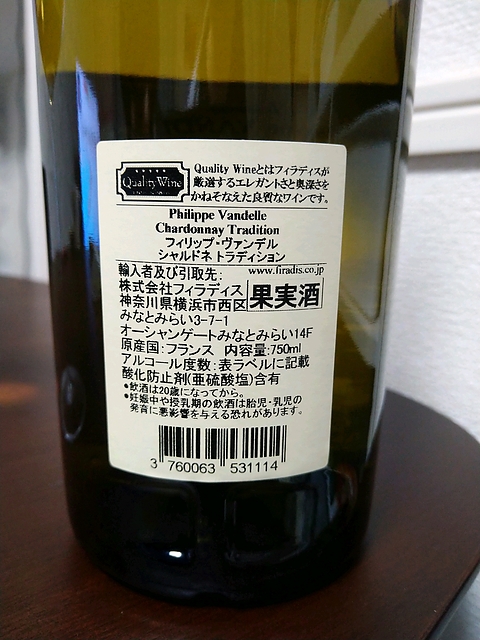 Quality Wine
Quality Wineとはフィラディスが
厳選するエレガントさと奥深さを
かねそなえた良質なワインです。
Philippe Vandelle
Chardonnay Tradition
フィリップ・ヴァンデル
シャルドネ トラディション
輸入者及び引取先: www.firadis.co.jp
株式会社フィラディス
果実酒
神奈川県横浜市西区
みなとみらい3-7-1
オーシャンゲートみなとみらい14F
原産国:フランス 内容量:750ml
アルコール度数:表ラベルに記載
酸化防止剤(亜硫酸塩)含有
●飲酒は20歳になってから。
●妊娠中や授乳期の飲酒は胎児・乳児の
発育に悪影響を与える恐れがあります。
3 760063 531114